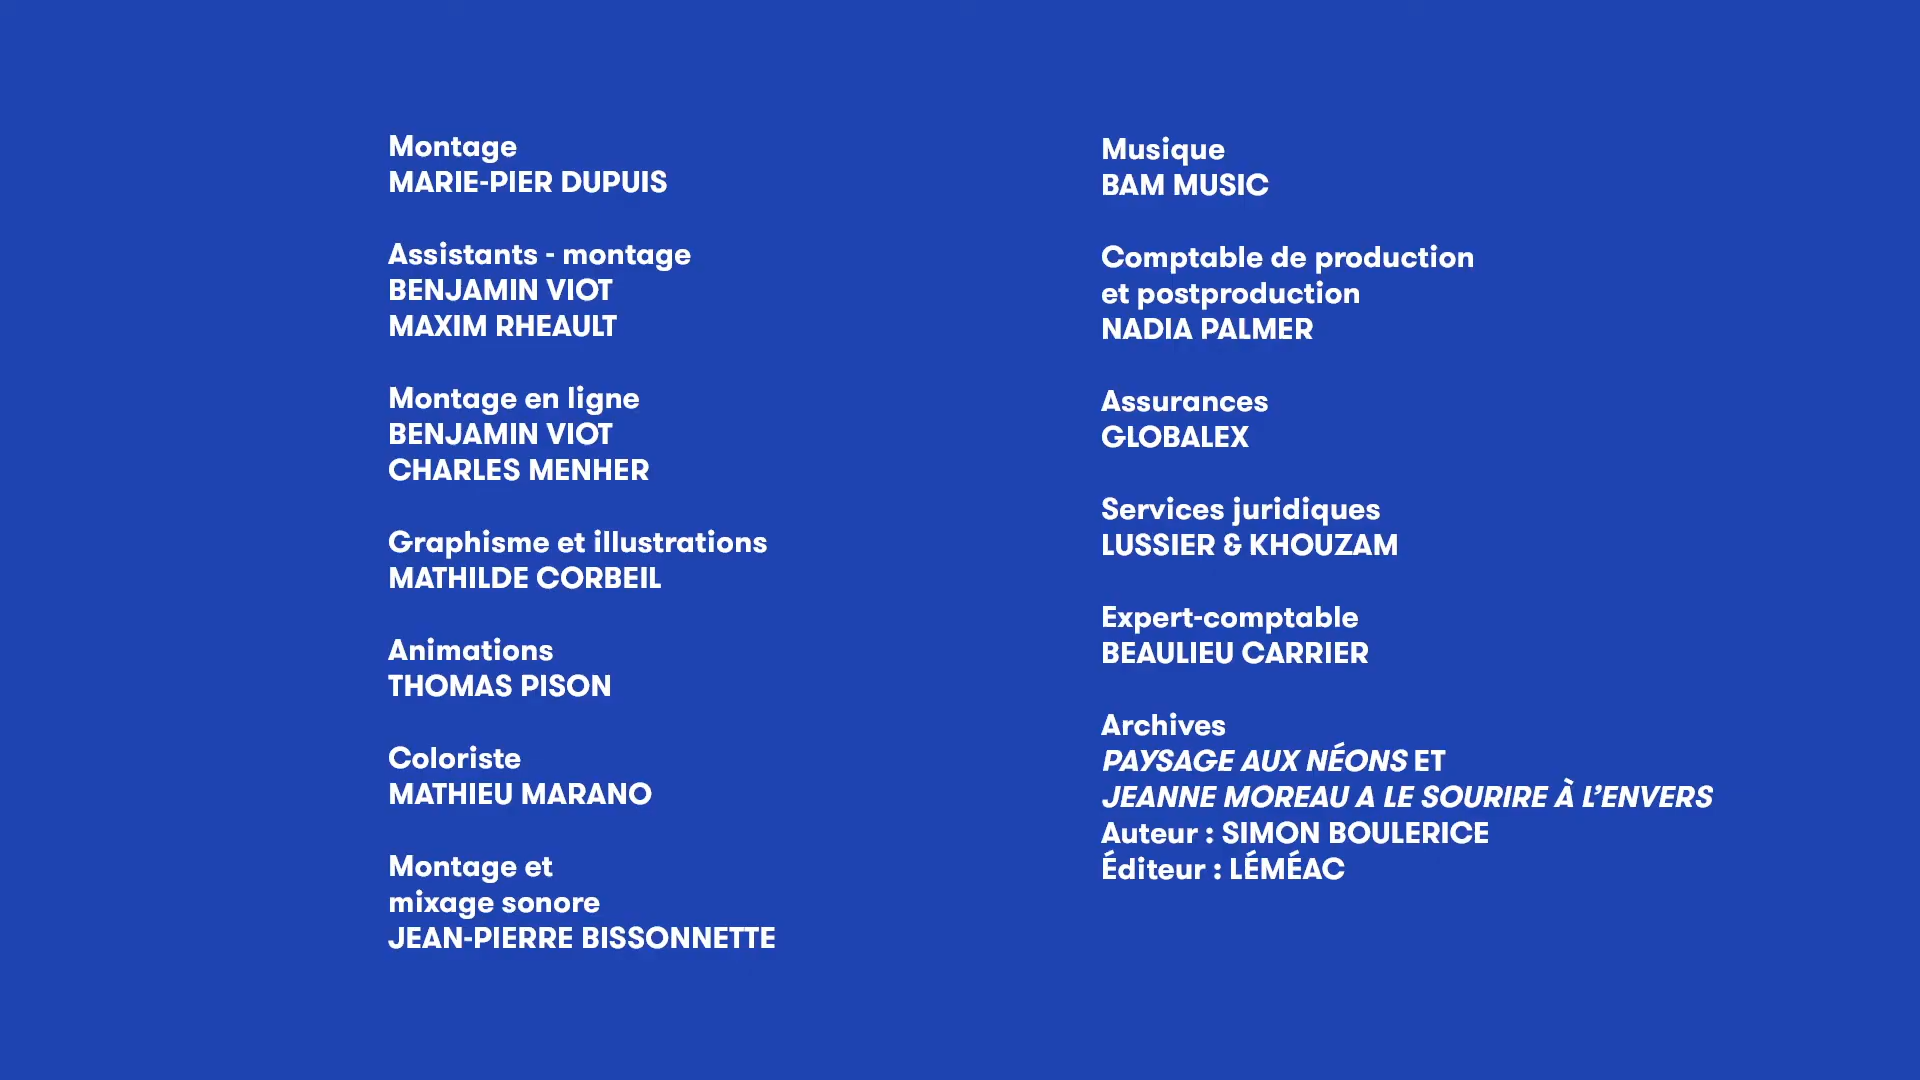 Montage
MARIE-PIER DUPUIS
Assistants - montage
BENJAMIN VIOT
MAXIM RHEAULT
Montage en ligne
BENJAMIN VIOT
CHARLES MENHER
Graphisme et illustrations
MATHILDE CORBEIL
Animations
THOMAS PISON
Coloriste
MATHIEU MARANO
Montage et
mixage sonore
JEAN-PIERRE BISSONNETTE
Musique
BAM MUSIC
Comptable de production
et postproduction
NADIA PALMER
Assurances
GLOBALEX
Services juridiques
LUSSIER & KHOUZAM
Expert-comptable
BEAULIEU CARRIER
Archives
PAYSAGE AUX NÉONS ET
JEANNE MOREAU A LE SOURIRE À L’ENVERS
Auteur : SIMON BOULERICE
Éditeur : LÉMÉAC